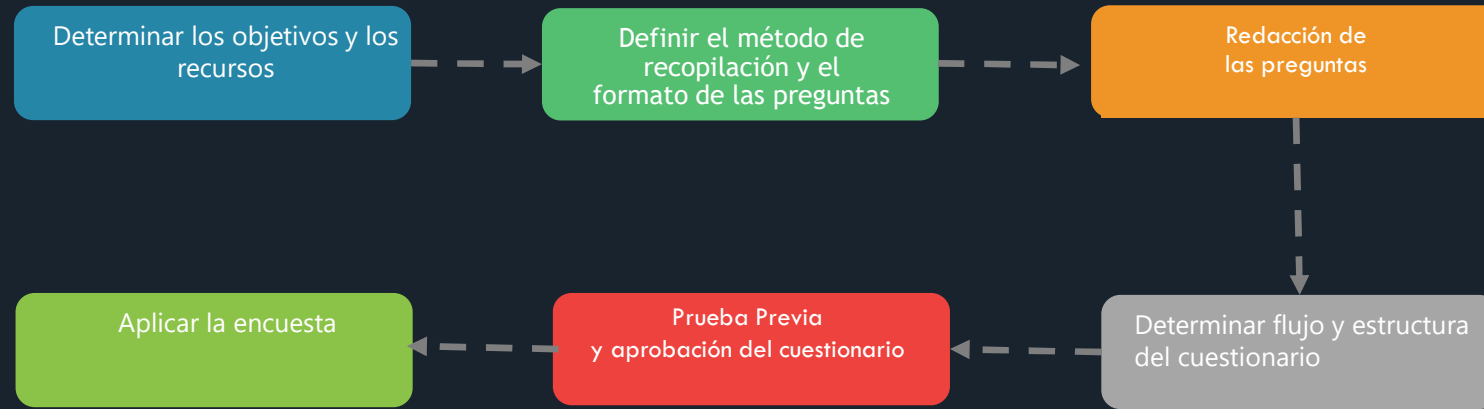 Determinar los objetivos y los
recursos
Definir el método de
recopilación y el
formato de las preguntas
Redacción de
las preguntas
Determinar flujo y estructura
del cuestionario
Prueba Previa
y aprobación del cuestionario
Aplicar la encuesta